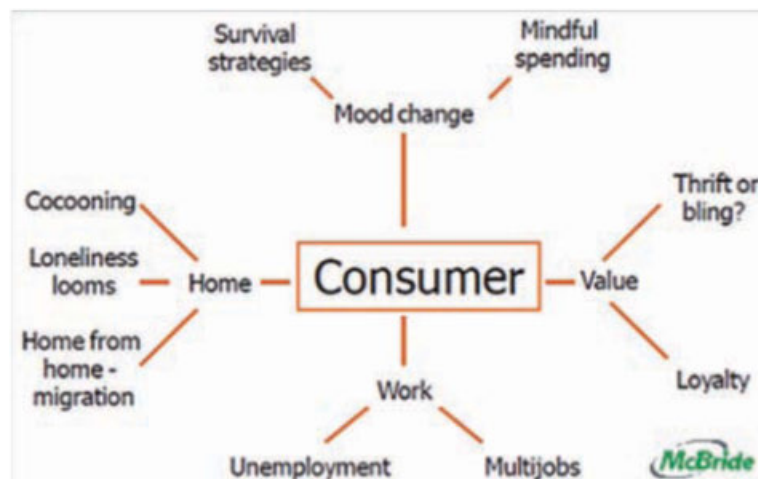 Survival
strategies
Mindful
spending
Mood change
Cocooning
Loneliness
looms
Home from
home -
migration
Home
Consumer
Value
Thrift or
bling?
Loyalty
Work
Unemployment
Multijobs
McBride